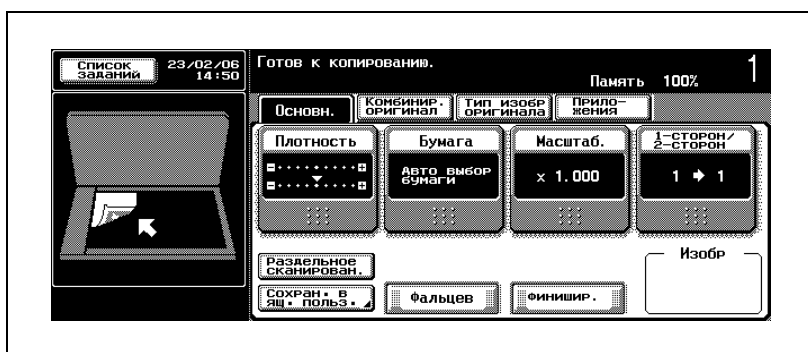 Список
заданий
23/02/06
14:50
Готов к копированию.
Память 100%
1
Основн.
Комбинир.
оригинал
Тип изобр
оригинала
Прило-
жения
Плотность
Бумага
Масштаб.
1-сторон/
2-сторон
Авто выбор
бумаги
x 1.000
1 → 1
Раздельное
сканирован.
Изобр
Сохран. в
ящ. польз.
Фальцев
Финишир.